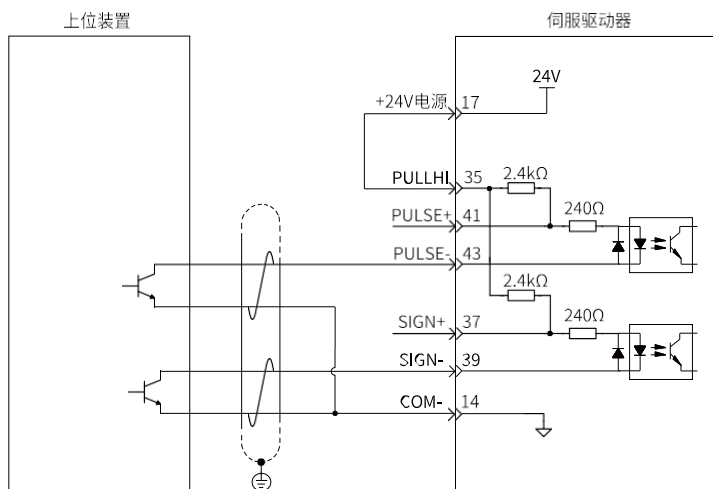 上位装置
伺服驱动器
24V
+24V电源
17
PULLHI
35
2.4kΩ
PULSE+
41
240Ω
PULSE-
43
2.4kΩ
SIGN+
37
240Ω
SIGN-
39
COM-
14